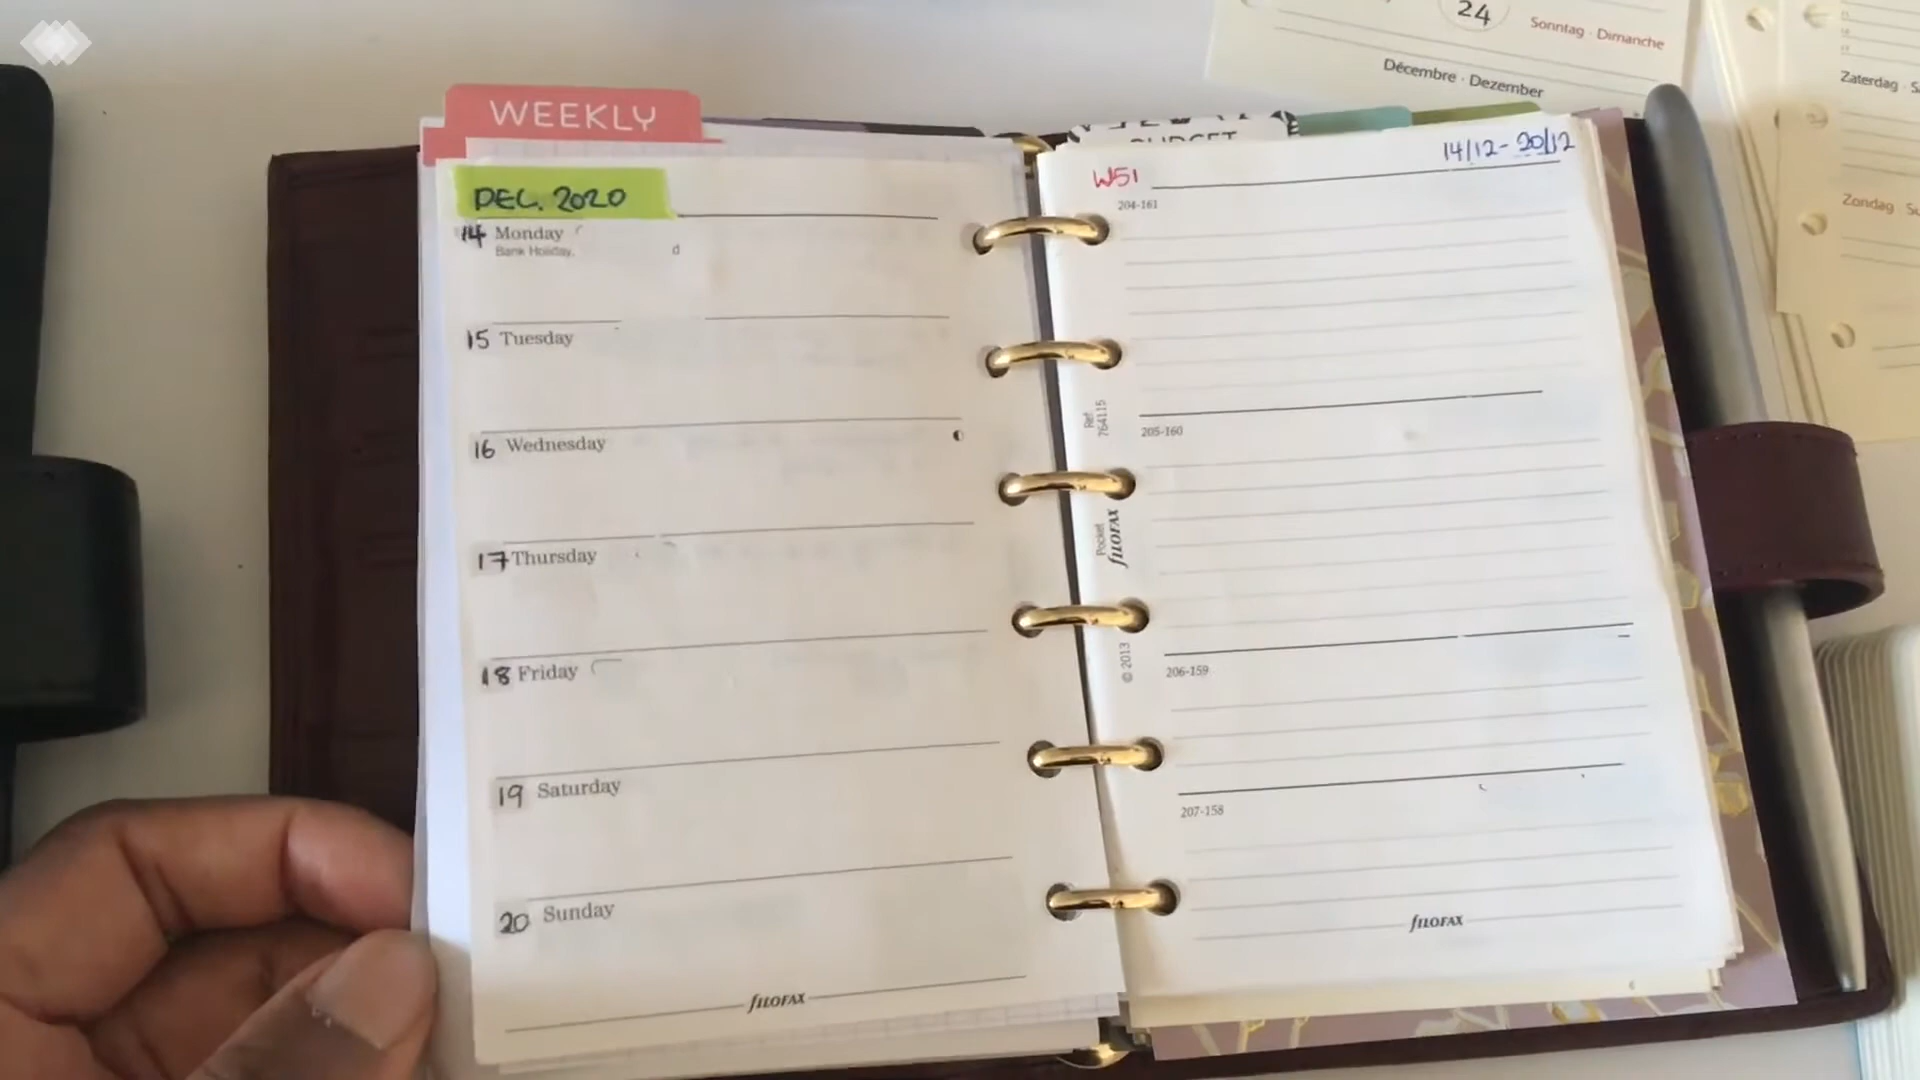 24
Sonntag · Dimanche
Décembre · Dezember
Zaterdag
Zondag
WEEKLY
DEC. 2020
14 Monday
Bank Holiday,
d
15 Tuesday
16 Wednesday
17 Thursday
18 Friday
19 Saturday
20 Sunday
fILOFAX
W51
14/12 - 20/12
204-161
Ref
764115
205-160
Pocket
fILOFAX
© 2013
206-159
207-158
fILOFAX